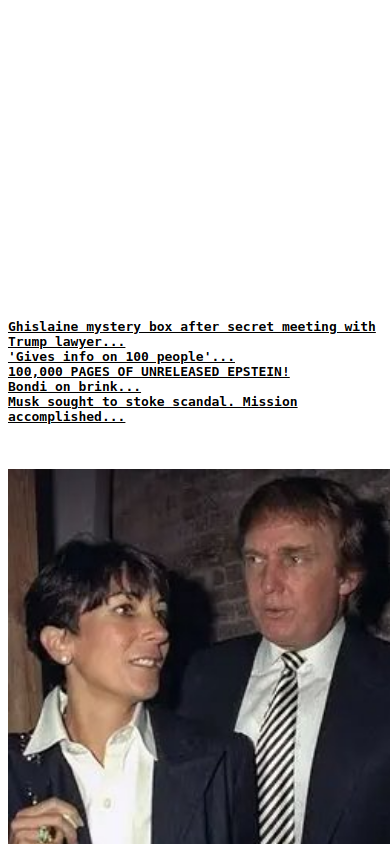 Ghislaine mystery box after secret meeting with
Trump lawyer...
'Gives info on 100 people'...
100,000 PAGES OF UNRELEASED EPSTEIN!
Bondi on brink...
Musk sought to stoke scandal. Mission
accomplished...